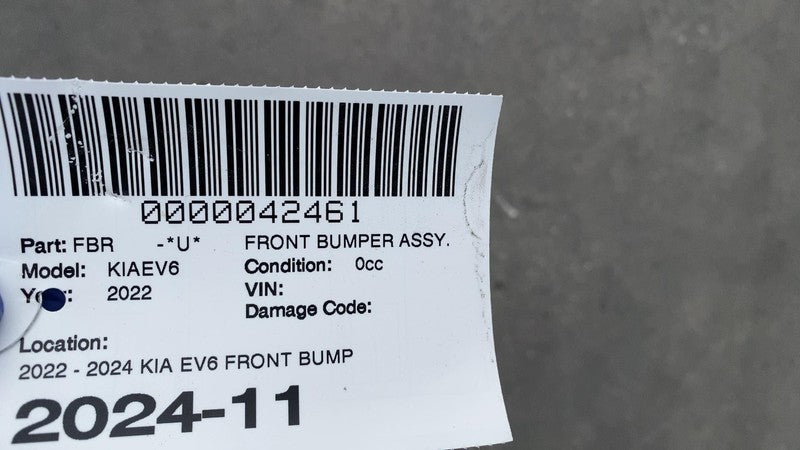 0000042461
Part: FBR -*U* FRONT BUMPER ASSY.
Model: KIAEV6 Condition: 0cc
Year: 2022 VIN:
Damage Code:
Location:
2022 - 2024 KIA EV6 FRONT BUMP
2024-11